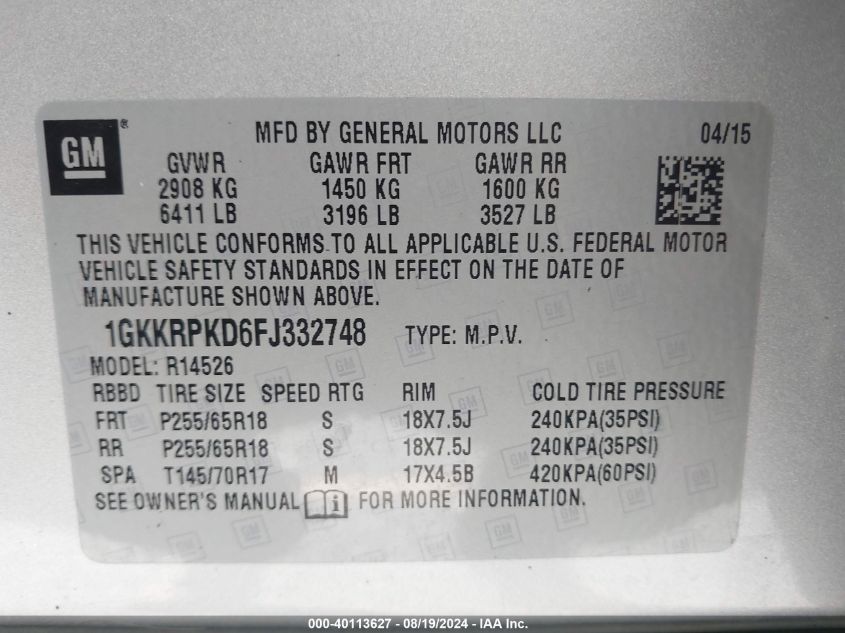 GM®
MFD BY GENERAL MOTORS LLC 04/15
GVWR GAWR FRT GAWR RR
2908 KG 1450 KG 1600 KG
6411 LB 3196 LB 3527 LB
THIS VEHICLE CONFORMS TO ALL APPLICABLE U.S. FEDERAL MOTOR
VEHICLE SAFETY STANDARDS IN EFFECT ON THE DATE OF
MANUFACTURE SHOWN ABOVE.
1GKKRPKD6FJ332748 TYPE: M.P.V.
MODEL: R14526
RBBD TIRE SIZE SPEED RTG RIM COLD TIRE PRESSURE
FRT P255/65R18 S 18X7.5J 240KPA(35PSI)
RR P255/65R18 S 18X7.5J 240KPA(35PSI)
SPA T145/70R17 M 17X4.5B 420KPA(60PSI)
SEE OWNER'S MANUAL i FOR MORE INFORMATION.
000-40113627 - 08/19/2024 - IAA Inc.